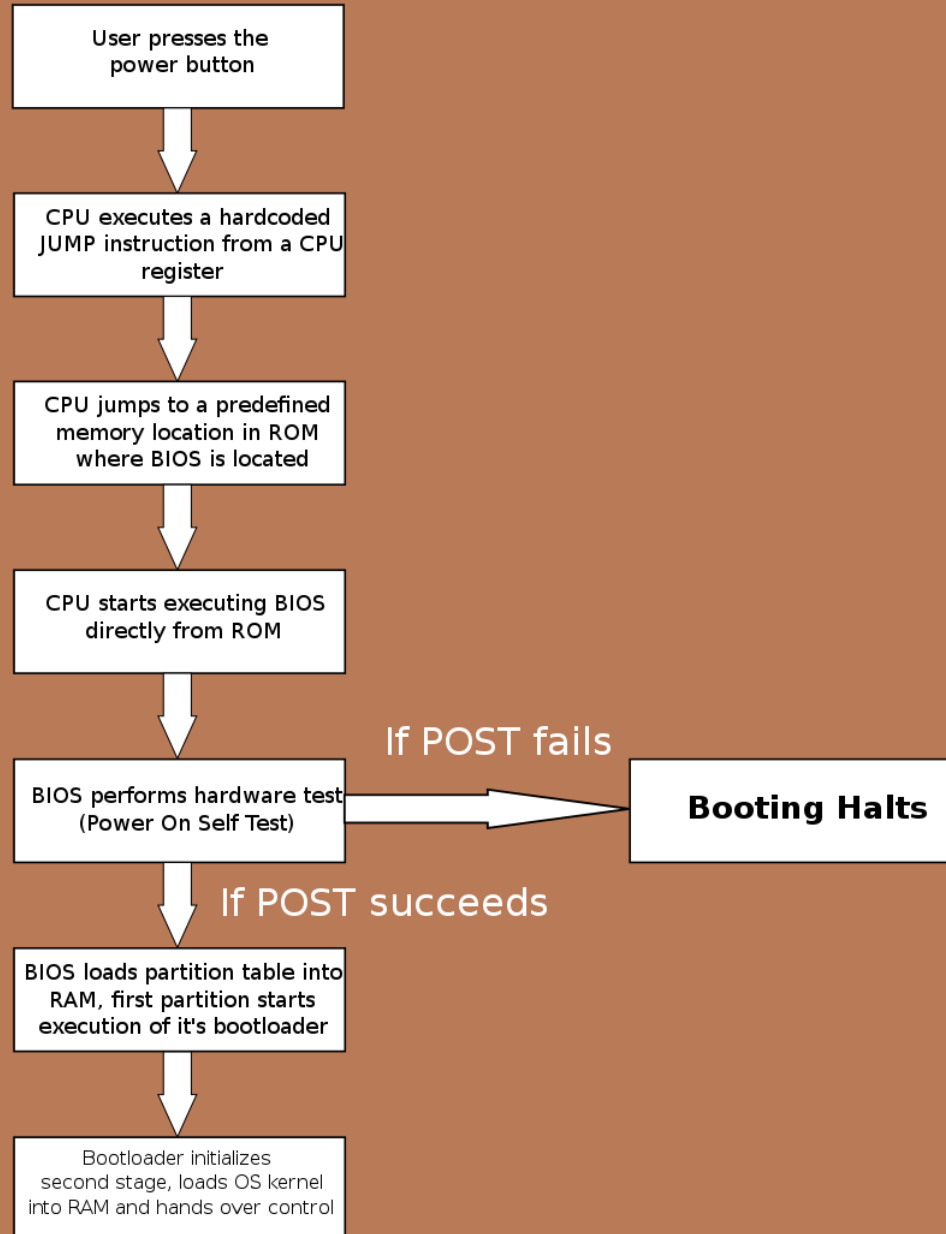 User presses the
power button
CPU executes a hardcoded
JUMP instruction from a CPU
register
CPU jumps to a predefined
memory location in ROM
where BIOS is located
CPU starts executing BIOS
directly from ROM
If POST fails
BIOS performs hardware test
(Power On Self Test)
Booting Halts
If POST succeeds
BIOS loads partition table into
RAM, first partition starts
execution of it's bootloader
Bootloader initializes
second stage, loads OS kernel
into RAM and hands over control